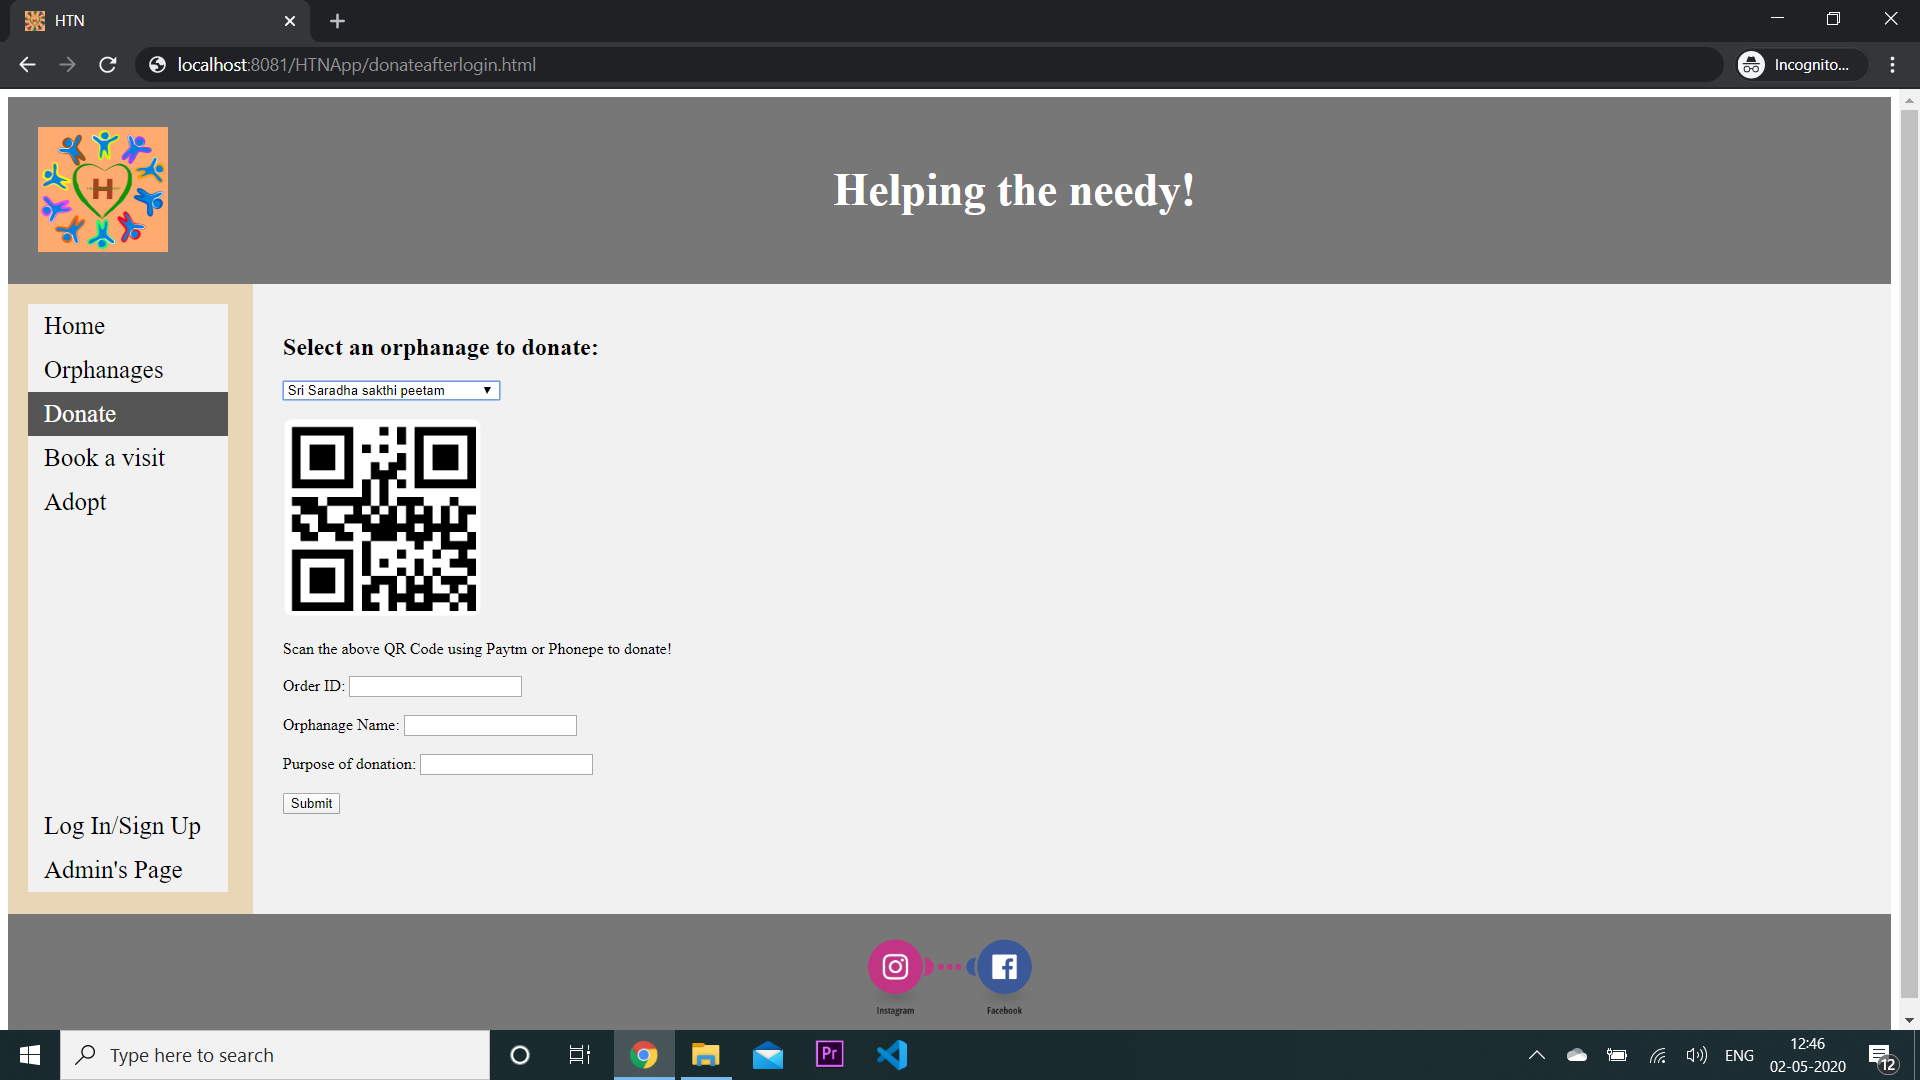 HTN
localhost:8081/HTNApp/donateafterlogin.html
Incognito...
H
Helping the needy!
Home
Orphanages
Donate
Book a visit
Adopt
Log In/Sign Up
Admin's Page
Select an orphanage to donate:
Sri Saradha sakthi peetam
Scan the above QR Code using Paytm or Phonepe to donate!
Order ID:
Orphanage Name:
Purpose of donation:
Submit
Instagram
Facebook
Type here to search
Pr
ENG
12:46
02-05-2020
12